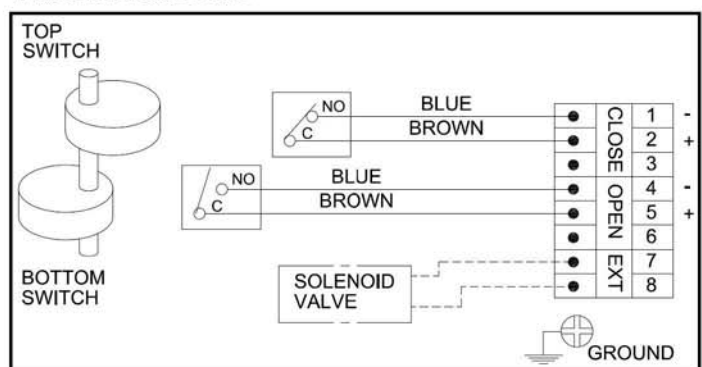 TOP
SWITCH
NO
C
BLUE
BROWN
NO
C
BLUE
BROWN
SOLENOID
VALVE
CLOSE
OPEN
EXT
1 -
2 +
3
4 -
5 +
6
7
8
BOTTOM
SWITCH
GROUND